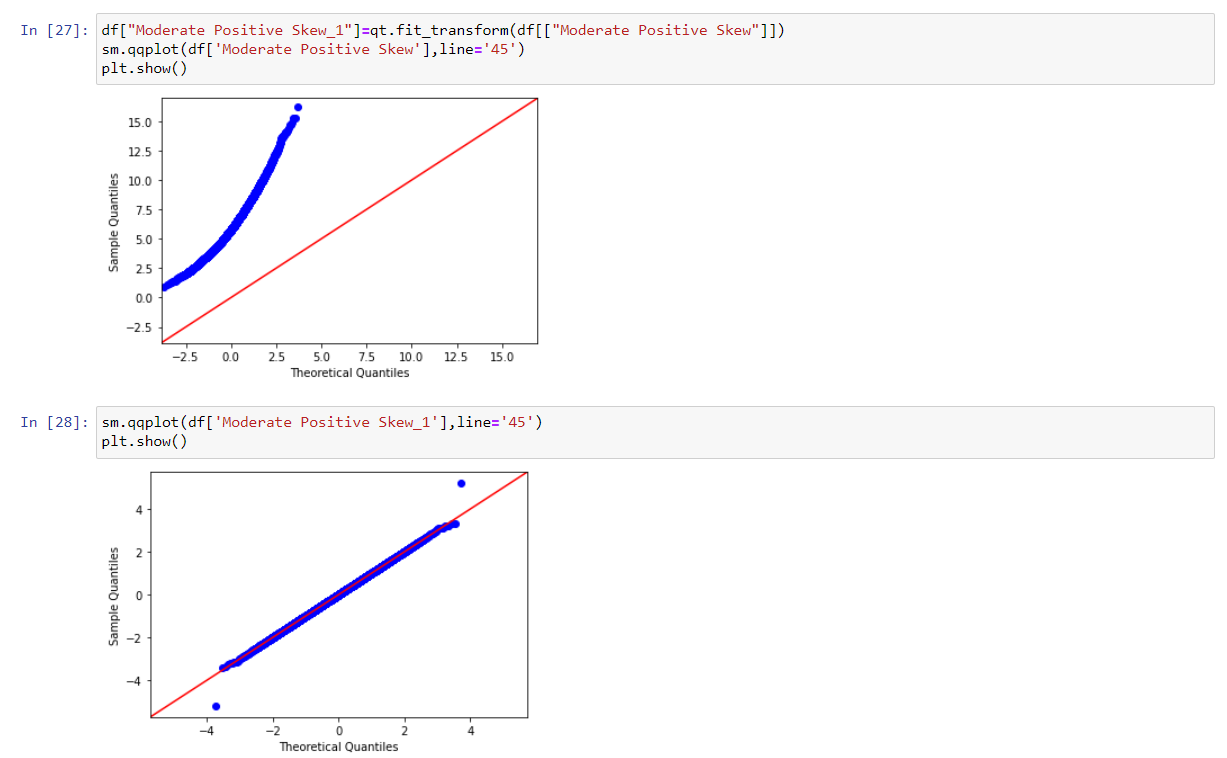 In [27]: df["Moderate Positive Skew_1"]=qt.fit_transform(df[["Moderate Positive Skew"]])
sm.qqplot(df['Moderate Positive Skew'],line='45')
plt.show()
15.0
12.5
10.0
7.5
5.0
2.5
0.0
−2.5
Sample Quantiles
−2.5 0.0 2.5 5.0 7.5 10.0 12.5 15.0
Theoretical Quantiles
In [28]: sm.qqplot(df['Moderate Positive Skew_1'],line='45')
plt.show()
4
2
0
−2
−4
Sample Quantiles
−4 −2 0 2 4
Theoretical Quantiles